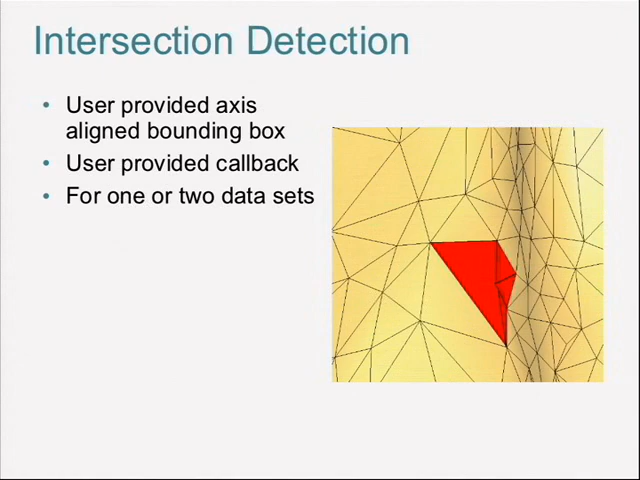 Intersection Detection
• User provided axis
aligned bounding box
• User provided callback
• For one or two data sets